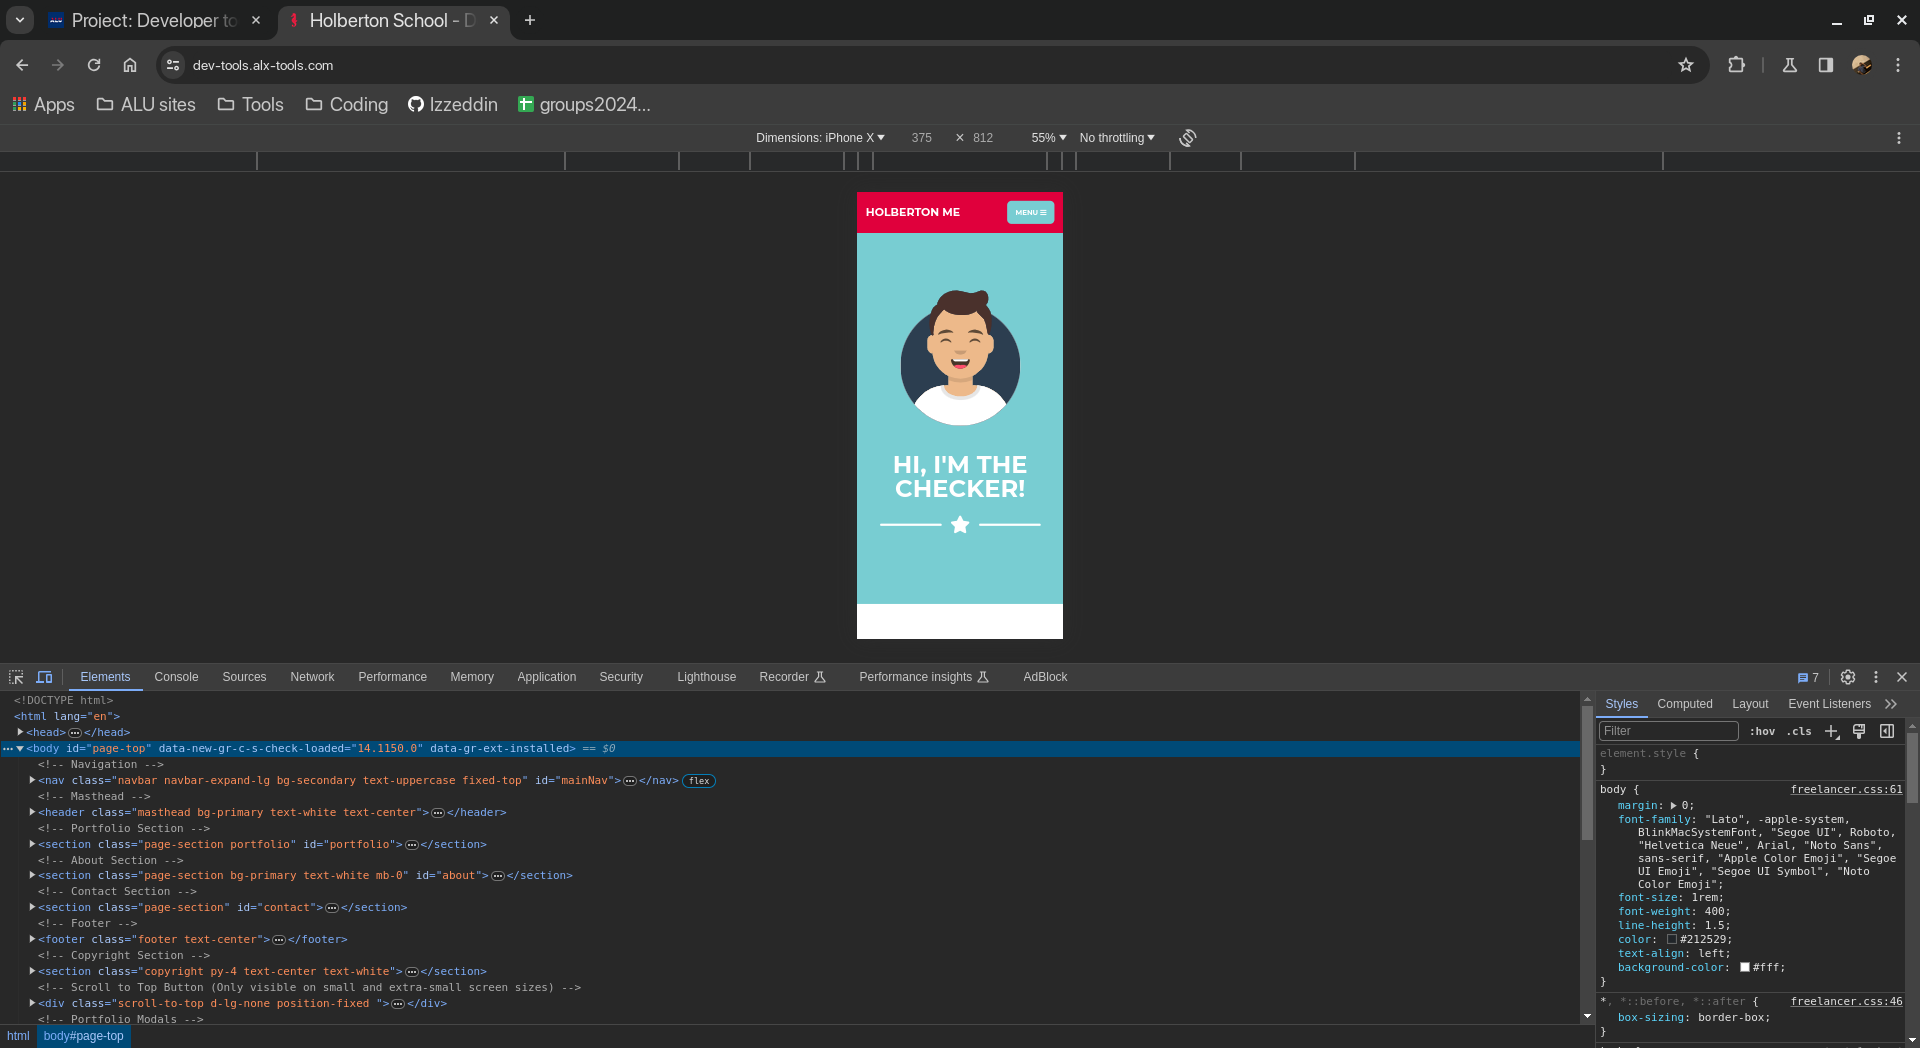 Project: Developer to
Holberton School - D
dev-tools.alx-tools.com
Apps
ALU sites
Tools
Coding
Izzeddin
groups2024...
Dimensions: iPhone X
375
×
812
55%
No throttling
HOLBERTON ME
MENU
HI, I'M THE
CHECKER!
Elements
Console
Sources
Network
Performance
Memory
Application
Security
Lighthouse
Recorder
Performance insights
AdBlock
7
<!DOCTYPE html>
<html lang="en">
<head>…</head>
<body id="page-top" data-new-gr-c-s-check-loaded="14.1150.0" data-gr-ext-installed> == $0
<!-- Navigation -->
<nav class="navbar navbar-expand-lg bg-secondary text-uppercase fixed-top" id="mainNav">…</nav> flex
<!-- Masthead -->
<header class="masthead bg-primary text-white text-center">…</header>
<!-- Portfolio Section -->
<section class="page-section portfolio" id="portfolio">…</section>
<!-- About Section -->
<section class="page-section bg-primary text-white mb-0" id="about">…</section>
<!-- Contact Section -->
<section class="page-section" id="contact">…</section>
<!-- Footer -->
<footer class="footer text-center">…</footer>
<!-- Copyright Section -->
<section class="copyright py-4 text-center text-white">…</section>
<!-- Scroll to Top Button (Only visible on small and extra-small screen sizes) -->
<div class="scroll-to-top d-lg-none position-fixed ">…</div>
<!-- Portfolio Modals -->
html
body#page-top
Styles
Computed
Layout
Event Listeners
Filter
:hov
.cls
element.style {
}
body { freelancer.css:61
margin: 0;
font-family: "Lato", -apple-system,
BlinkMacSystemFont, "Segoe UI", Roboto,
"Helvetica Neue", Arial, "Noto Sans",
sans-serif, "Apple Color Emoji", "Segoe
UI Emoji", "Segoe UI Symbol", "Noto
Color Emoji";
font-size: 1rem;
font-weight: 400;
line-height: 1.5;
color: #212529;
text-align: left;
background-color: #fff;
}
*, *::before, *::after { freelancer.css:46
box-sizing: border-box;
}